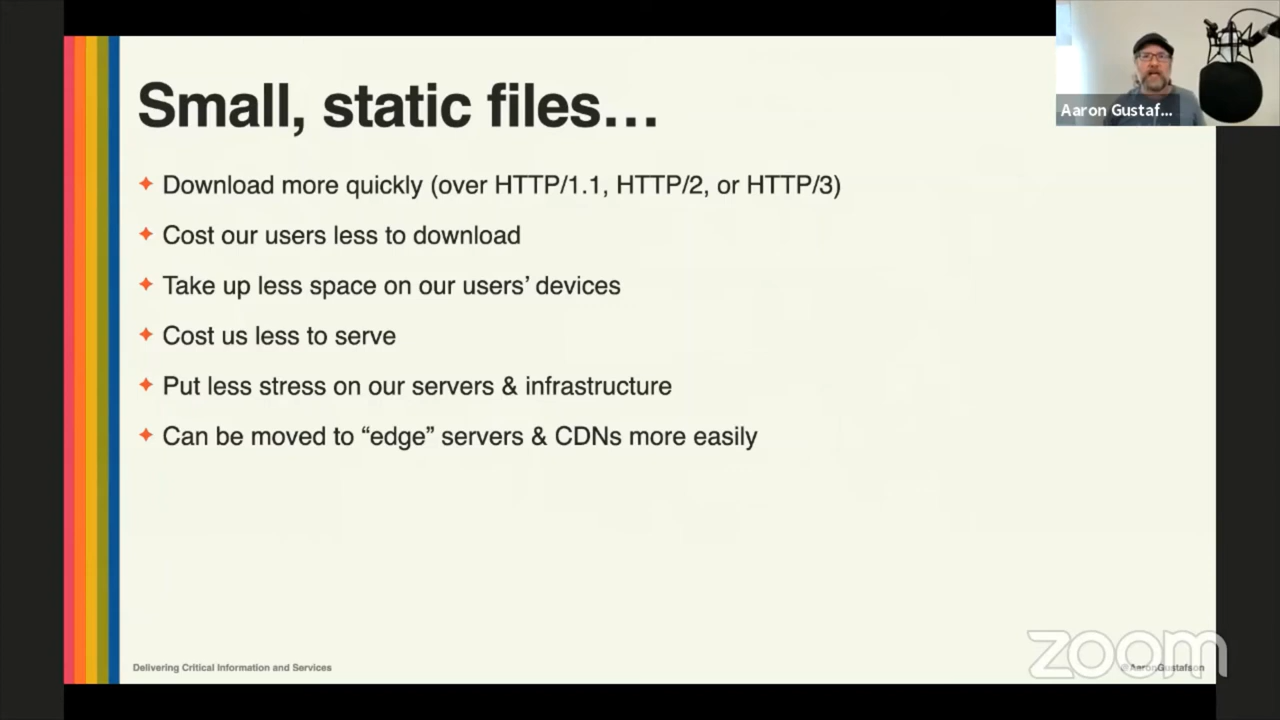 Small, static files…
Aaron Gustaf...
✦ Download more quickly (over HTTP/1.1, HTTP/2, or HTTP/3)
✦ Cost our users less to download
✦ Take up less space on our users’ devices
✦ Cost us less to serve
✦ Put less stress on our servers & infrastructure
✦ Can be moved to “edge” servers & CDNs more easily
zoom
Delivering Critical Information and Services
@AaronGustafson